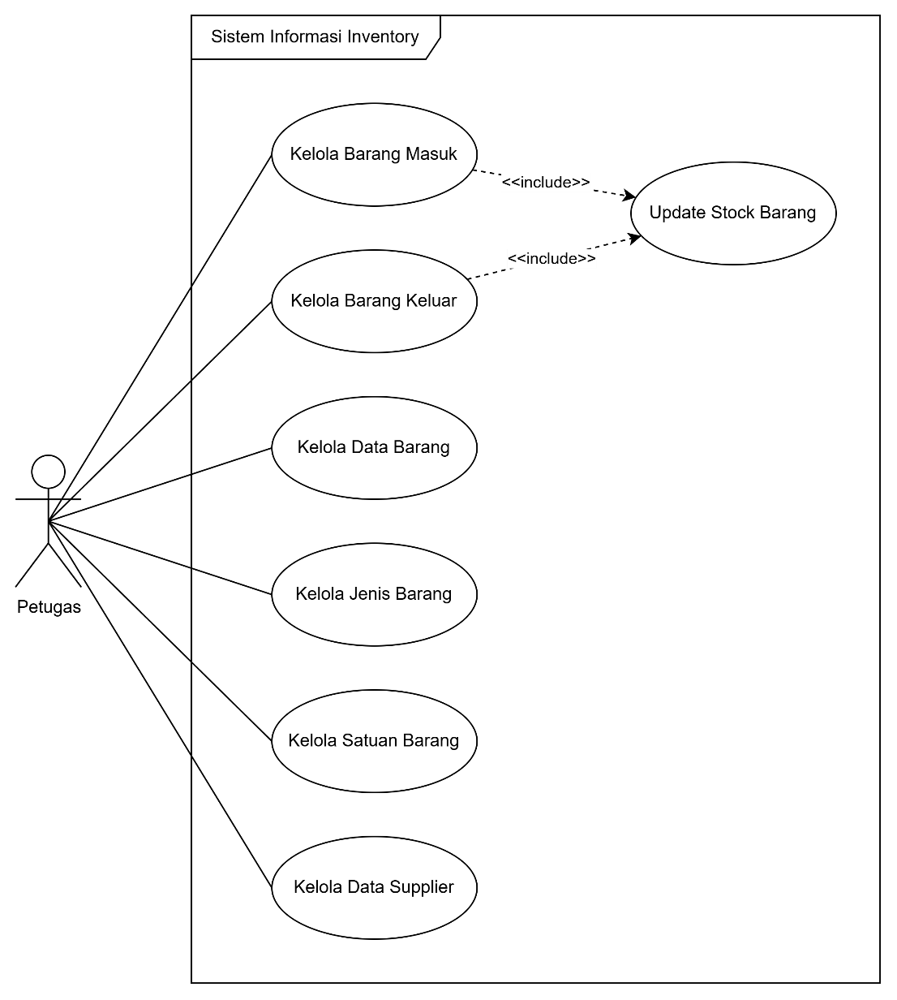 Sistem Informasi Inventory
Kelola Barang Masuk
<<include>>
Update Stock Barang
<<include>>
Kelola Barang Keluar
Kelola Data Barang
Petugas
Kelola Jenis Barang
Kelola Satuan Barang
Kelola Data Supplier